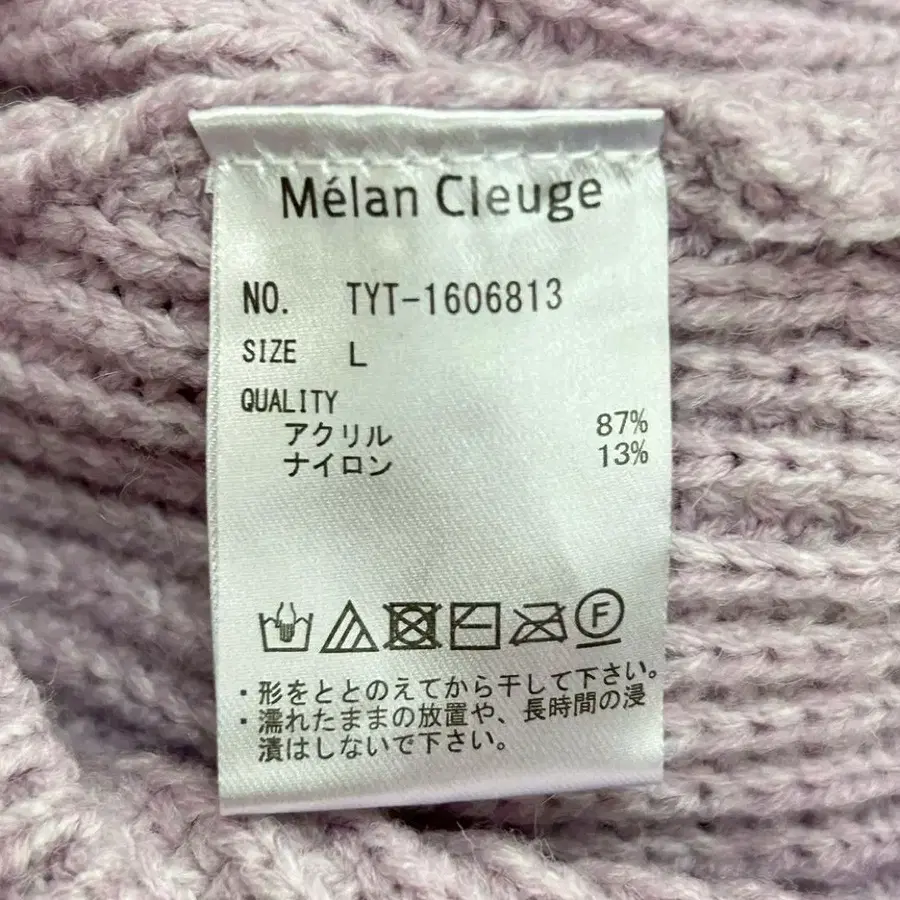 Mélan Cleuge
NO. TYT-1606813
SIZE L
QUALITY
アクリル 87%
ナイロン 13%
F
・形をととのえてから干して下さい。
・濡れたままの放置や、長時間の浸
漬はしないで下さい。